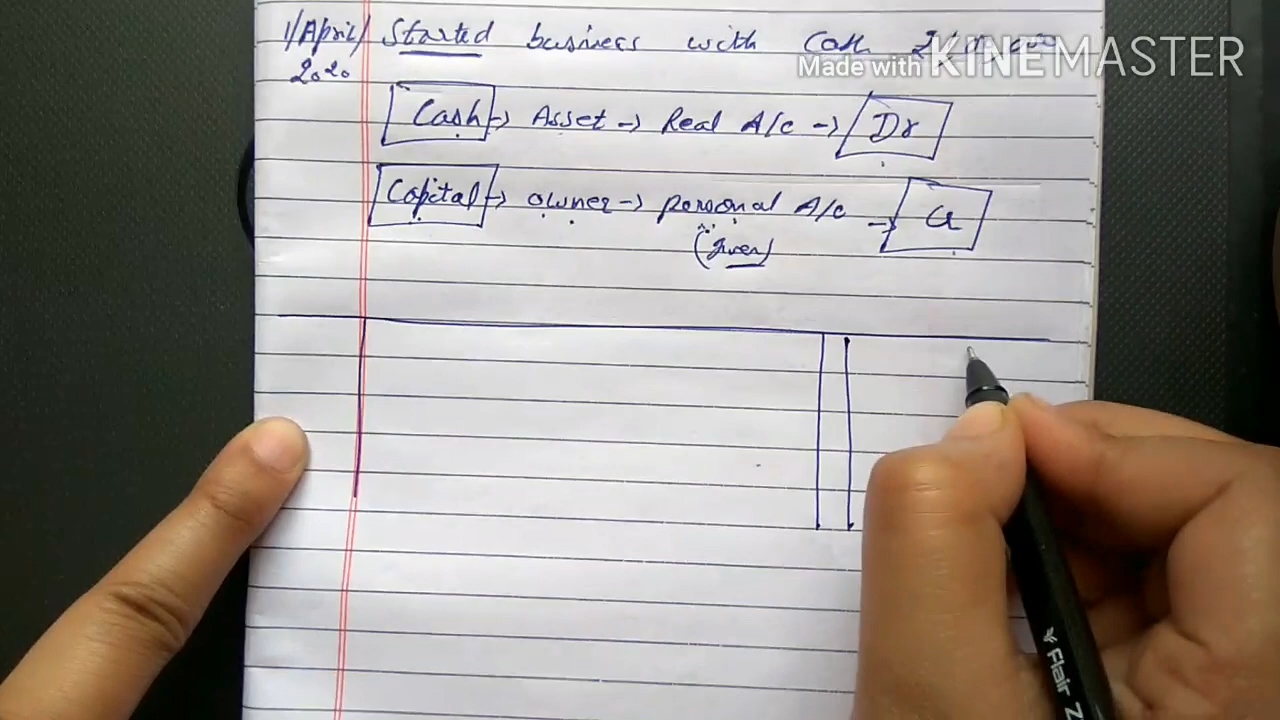 1/April/ Started business with Cash
2020
Made with KINEMASTER
Cash → Asset → Real A/c → Dr
Capital → owner → personal A/c → Cr
(giver)
Flair Z